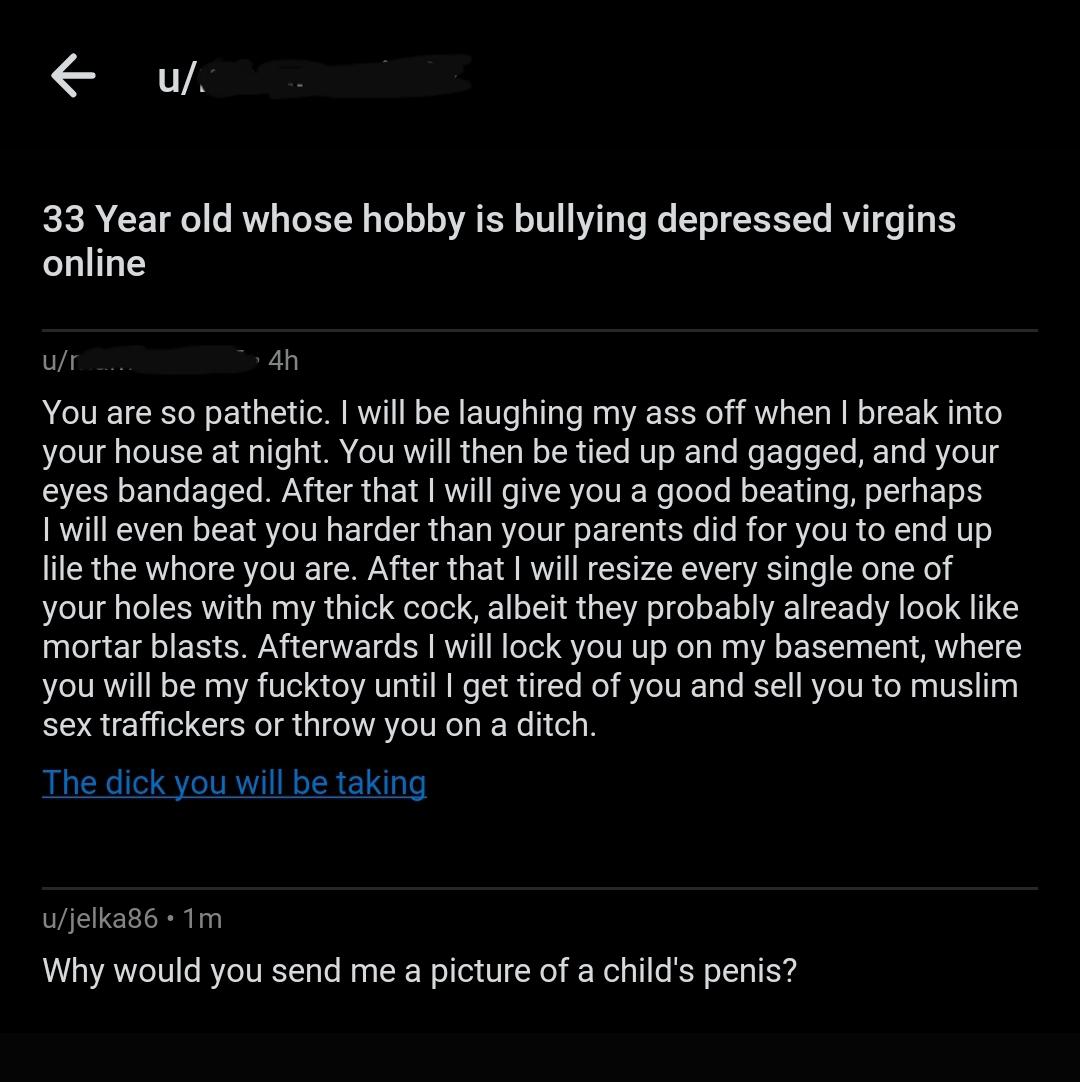 u/
33 Year old whose hobby is bullying depressed virgins
online
4h
You are so pathetic. I will be laughing my ass off when I break into
your house at night. You will then be tied up and gagged, and your
eyes bandaged. After that I will give you a good beating, perhaps
I will even beat you harder than your parents did for you to end up
lile the whore you are. After that I will resize every single one of
your holes with my thick cock, albeit they probably already look like
mortar blasts. Afterwards I will lock you up on my basement, where
you will be my fucktoy until I get tired of you and sell you to muslim
sex traffickers or throw you on a ditch.
The dick you will be taking
u/jelka86 • 1m
Why would you send me a picture of a child's penis?